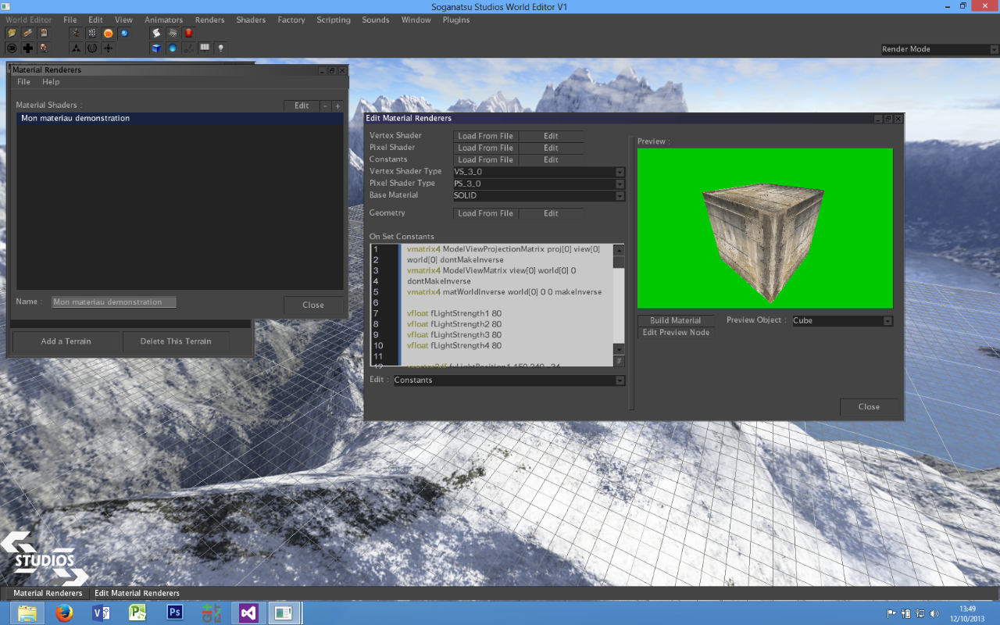 Soganatsu Studios World Editor V1
World Editor File Edit View Animators Renders Shaders Factory Scripting Sounds Window Plugins
Render Mode
Material Renderers
File Help
Material Shaders :
Edit - +
Mon materiau demonstration
Name : Mon materiau demonstration
Close
Add a Terrain Delete This Terrain
Edit Material Renderers
Vertex Shader Load From File Edit
Pixel Shader Load From File Edit
Constants Load From File Edit
Vertex Shader Type VS_3_0
Pixel Shader Type PS_3_0
Base Material SOLID
Geometry Load From File Edit
On Set Constants
1 vmatrix4 ModelViewProjectionMatrix proj[0] view[0]
2 world[0] dontMakeInverse
3 vmatrix4 ModelViewMatrix view[0] world[0] 0
4 dontMakeInverse
5 vmatrix4 matWorldInverse world[0] 0 0 makeInverse
6
7 vfloat fLightStrength1 80
8 vfloat fLightStrength2 80
9 vfloat fLightStrength3 80
10 vfloat fLightStrength4 80
11
12
#
Edit : Constants
Preview :
Build Material Preview Object : Cube
Edit Preview Node
Close
STUDIOS
Material Renderers Edit Material Renderers
Ps
13:49
12/10/2013